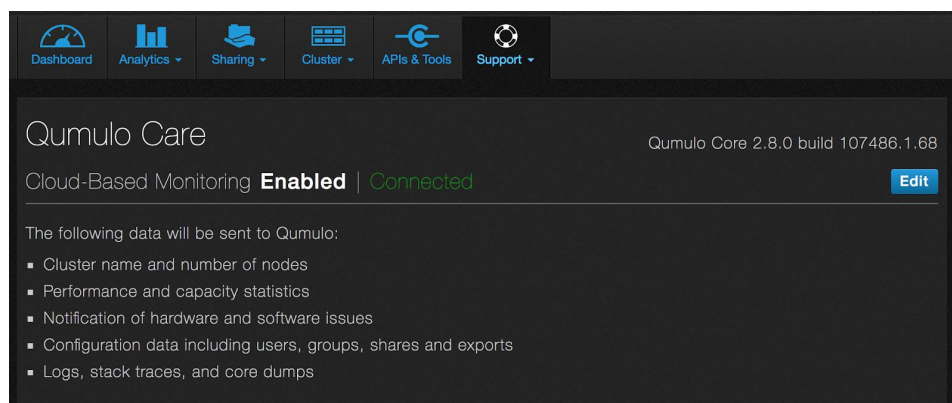 Dashboard
Analytics
Sharing
Cluster
APIs & Tools
Support
Qumulo Care
Qumulo Core 2.8.0 build 107486.1.68
Cloud-Based Monitoring Enabled | Connected
Edit
The following data will be sent to Qumulo:
▪ Cluster name and number of nodes
▪ Performance and capacity statistics
▪ Notification of hardware and software issues
▪ Configuration data including users, groups, shares and exports
▪ Logs, stack traces, and core dumps